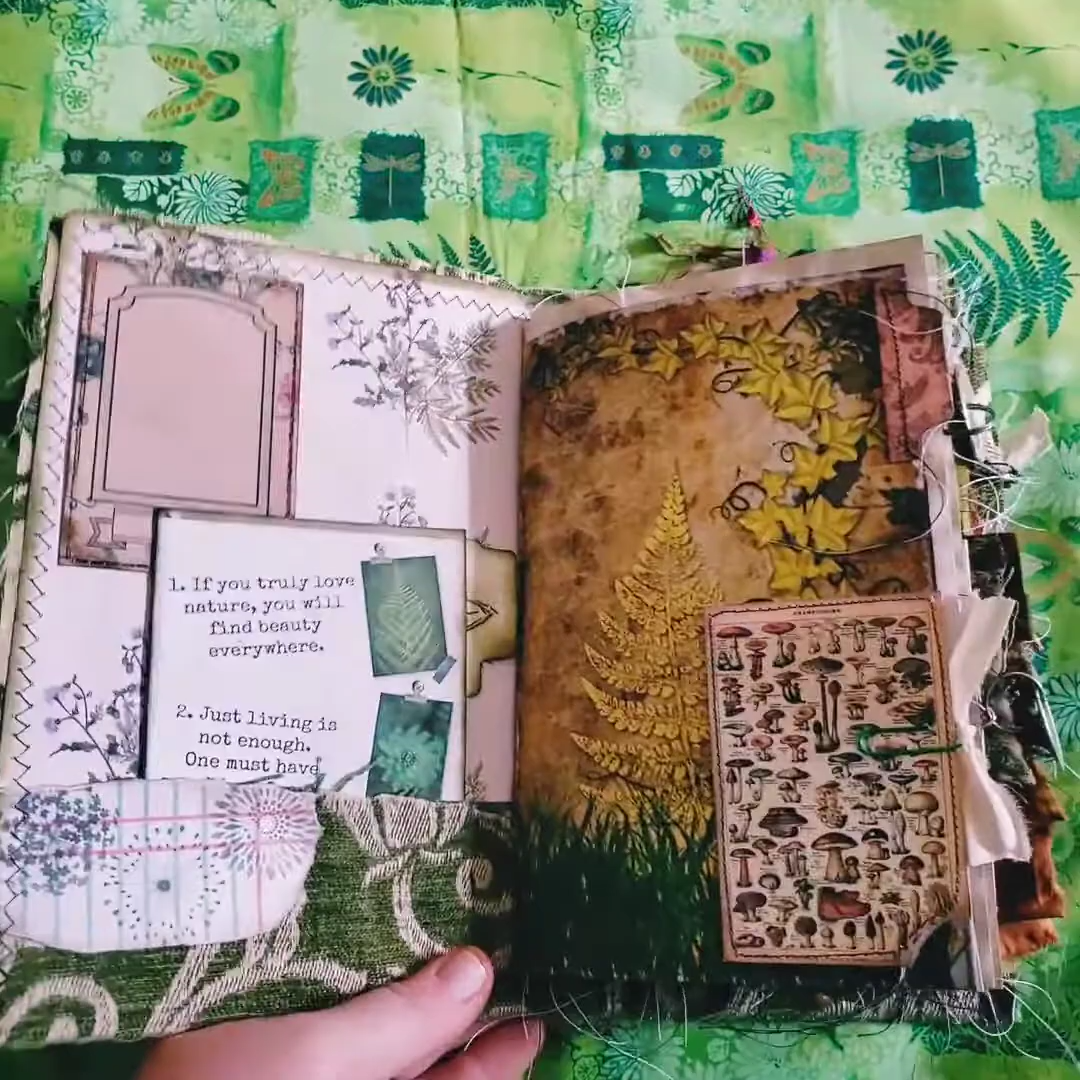 1. If you truly love
nature, you will
find beauty
everywhere.
2. Just living is
not enough.
One must have
CHAMPIGNONS